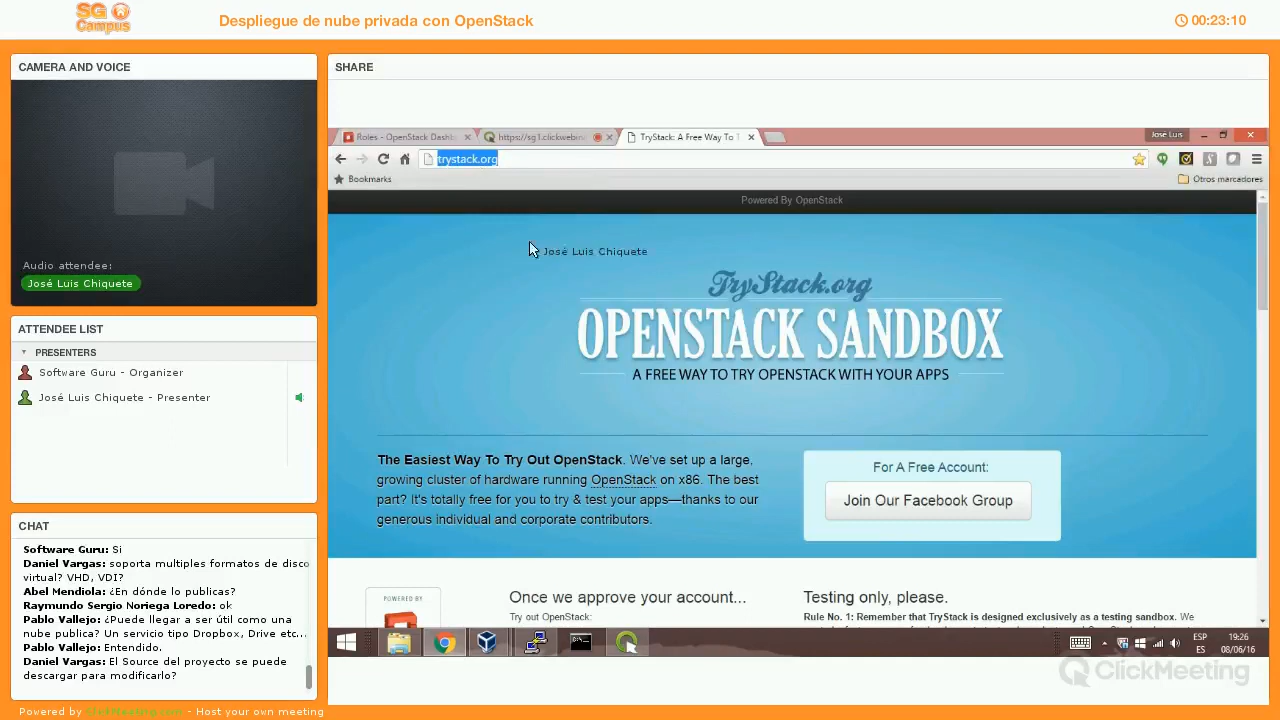 SG
Campus
Despliegue de nube privada con OpenStack
00:23:10
CAMERA AND VOICE
Audio attendee:
José Luis Chiquete
ATTENDEE LIST
PRESENTERS
Software Guru - Organizer
José Luis Chiquete - Presenter
CHAT
Software Guru: Si
Daniel Vargas: soporta multiples formatos de disco
virtual? VHD, VDI?
Abel Mendiola: ¿En dónde lo publicas?
Raymundo Sergio Noriega Loredo: ok
Pablo Vallejo: ¿Puede llegar a ser útil como una
nube publica? Un servicio tipo Dropbox, Drive etc...
Pablo Vallejo: Entendido.
Daniel Vargas: El Source del proyecto se puede
descargar para modificarlo?
Powered by ClickMeeting.com - Host your own meeting
SHARE
Roles - OpenStack Dashb
https://sg1.clickwebin
TryStack: A Free Way To T
José Luis
trystack.org
Bookmarks
Otros marcadores
Powered By OpenStack
José Luis Chiquete
TryStack.org
OPENSTACK SANDBOX
A FREE WAY TO TRY OPENSTACK WITH YOUR APPS
The Easiest Way To Try Out OpenStack. We've set up a large,
growing cluster of hardware running OpenStack on x86. The best
part? It's totally free for you to try & test your apps—thanks to our
generous individual and corporate contributors.
For A Free Account:
Join Our Facebook Group
POWERED BY
Once we approve your account...
Try out OpenStack:
Testing only, please.
Rule No. 1: Remember that TryStack is designed exclusively as a testing sandbox. We
ESP
ES
19:26
08/06/16
ClickMeeting